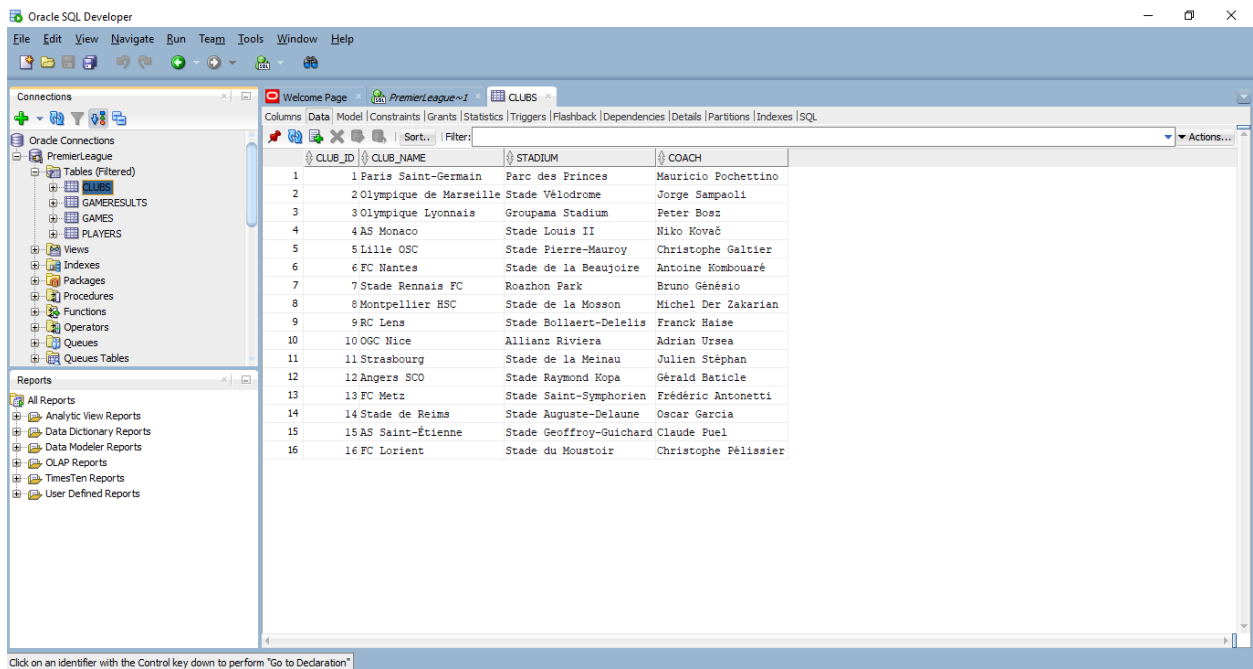 Oracle SQL Developer
File Edit View Navigate Run Team Tools Window Help
Connections
Oracle Connections
PremierLeague
Tables (Filtered)
CLUBS
GAMERESULTS
GAMES
PLAYERS
Views
Indexes
Packages
Procedures
Functions
Operators
Queues
Queues Tables
Reports
All Reports
Analytic View Reports
Data Dictionary Reports
Data Modeler Reports
OLAP Reports
TimesTen Reports
User Defined Reports
Welcome Page PremierLeague~1 CLUBS
Columns Data Model | Constraints | Grants | Statistics | Triggers | Flashback | Dependencies | Details | Partitions | Indexes | SQL
Sort.. Filter: Actions...
CLUB_ID CLUB_NAME STADIUM COACH
1 1 Paris Saint-Germain Parc des Princes Mauricio Pochettino
2 2 Olympique de Marseille Stade Vélodrome Jorge Sampaoli
3 3 Olympique Lyonnais Groupama Stadium Peter Bosz
4 4 AS Monaco Stade Louis II Niko Kovač
5 5 Lille OSC Stade Pierre-Mauroy Christophe Galtier
6 6 FC Nantes Stade de la Beaujoire Antoine Kombouaré
7 7 Stade Rennais FC Roazhon Park Bruno Génésio
8 8 Montpellier HSC Stade de la Mosson Michel Der Zakarian
9 9 RC Lens Stade Bollaert-Delelis Franck Haise
10 10 OGC Nice Allianz Riviera Adrian Ursea
11 11 Strasbourg Stade de la Meinau Julien Stéphan
12 12 Angers SCO Stade Raymond Kopa Gérald Baticle
13 13 FC Metz Stade Saint-Symphorien Frédéric Antonetti
14 14 Stade de Reims Stade Auguste-Delaune Oscar Garcia
15 15 AS Saint-Étienne Stade Geoffroy-Guichard Claude Puel
16 16 FC Lorient Stade du Moustoir Christophe Pélissier
Click on an identifier with the Control key down to perform "Go to Declaration"